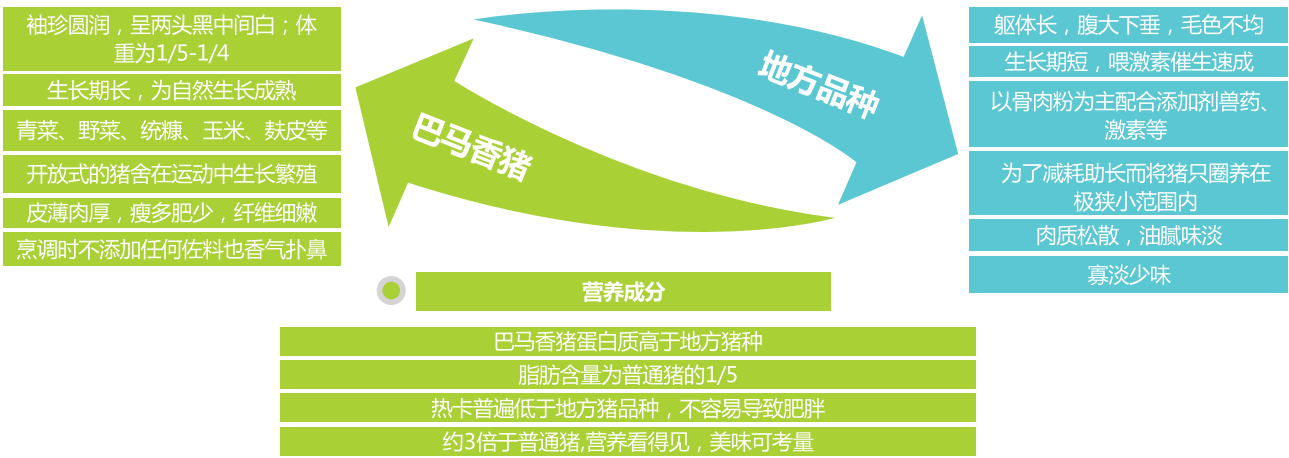 袖珍圆润，呈两头黑中间白；体
重为1/5-1/4
生长期长，为自然生长成熟
青菜、野菜、统糠、玉米、麸皮等
开放式的猪舍在运动中生长繁殖
皮薄肉厚，瘦多肥少，纤维细嫩
烹调时不添加任何佐料也香气扑鼻
巴马香猪
地方品种
躯体长，腹大下垂，毛色不均
生长期短，喂激素催生速成
以骨肉粉为主配合添加剂兽药、
激素等
为了减耗助长而将猪只圈养在
极狭小范围内
肉质松散，油腻味淡
寡淡少味
营养成分
巴马香猪蛋白质高于地方猪种
脂肪含量为普通猪的1/5
热卡普遍低于地方猪品种，不容易导致肥胖
约3倍于普通猪,营养看得见，美味可考量